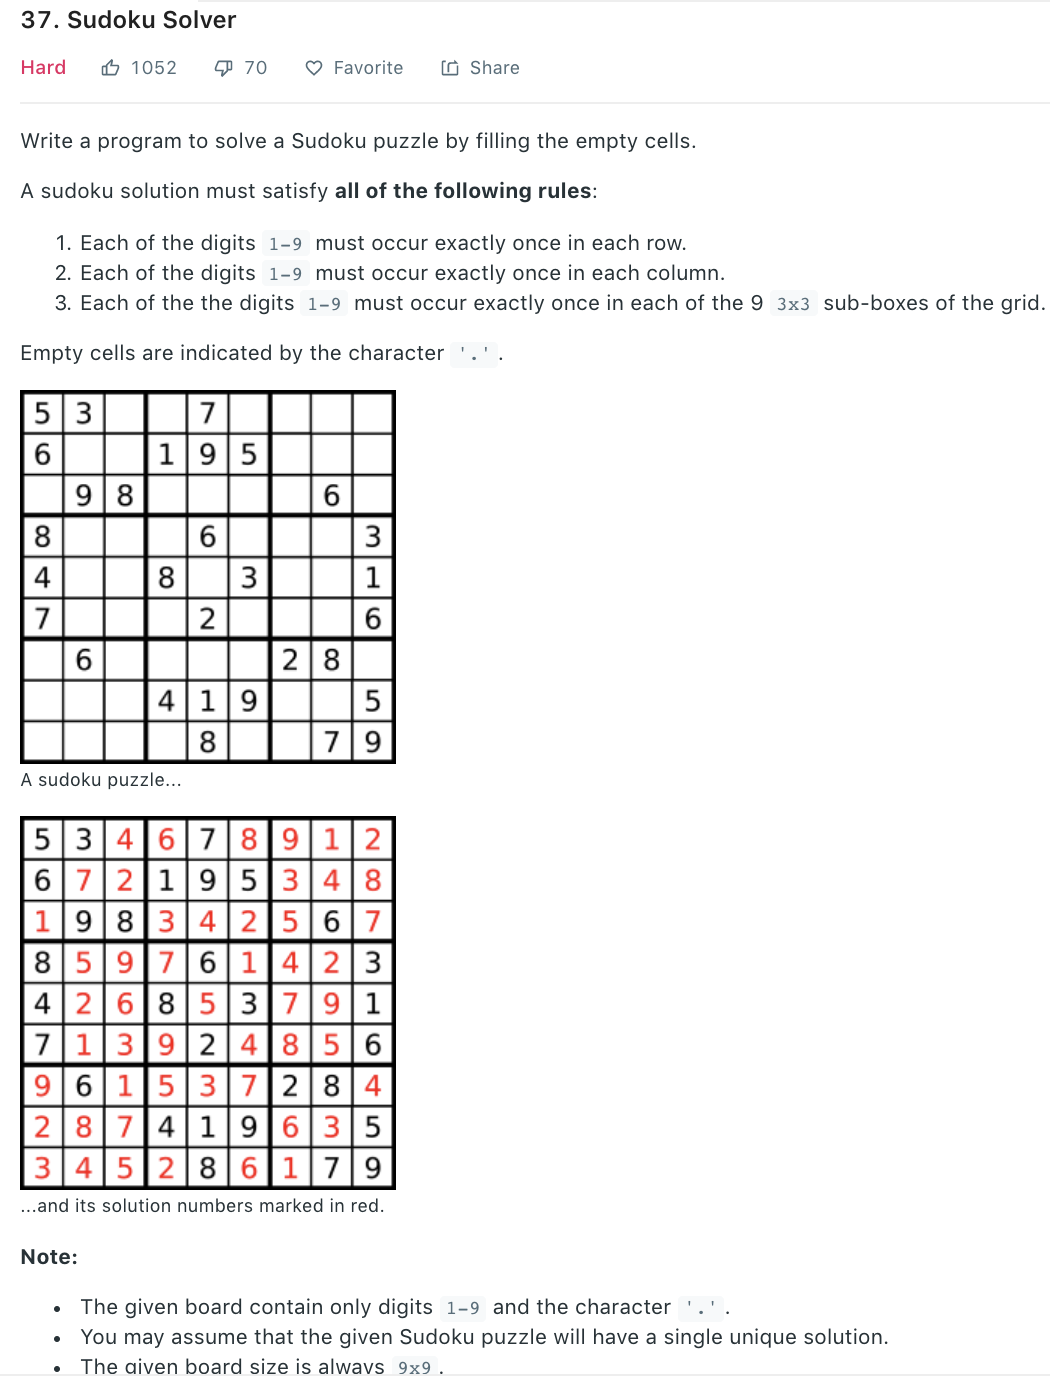 37. Sudoku Solver
Hard 1052 70 Favorite Share
Write a program to solve a Sudoku puzzle by filling the empty cells.
A sudoku solution must satisfy all of the following rules:
1. Each of the digits 1-9 must occur exactly once in each row.
2. Each of the digits 1-9 must occur exactly once in each column.
3. Each of the the digits 1-9 must occur exactly once in each of the 9 3x3 sub-boxes of the grid.
Empty cells are indicated by the character '.'.
5 3 7
6 1 9 5
9 8 6
8 6 3
4 8 3 1
7 2 6
6 2 8
4 1 9 5
8 7 9
A sudoku puzzle...
5 3 4 6 7 8 9 1 2
6 7 2 1 9 5 3 4 8
1 9 8 3 4 2 5 6 7
8 5 9 7 6 1 4 2 3
4 2 6 8 5 3 7 9 1
7 1 3 9 2 4 8 5 6
9 6 1 5 3 7 2 8 4
2 8 7 4 1 9 6 3 5
3 4 5 2 8 6 1 7 9
...and its solution numbers marked in red.
Note:
• The given board contain only digits 1-9 and the character '.'.
• You may assume that the given Sudoku puzzle will have a single unique solution.
• The given board size is always 9x9.